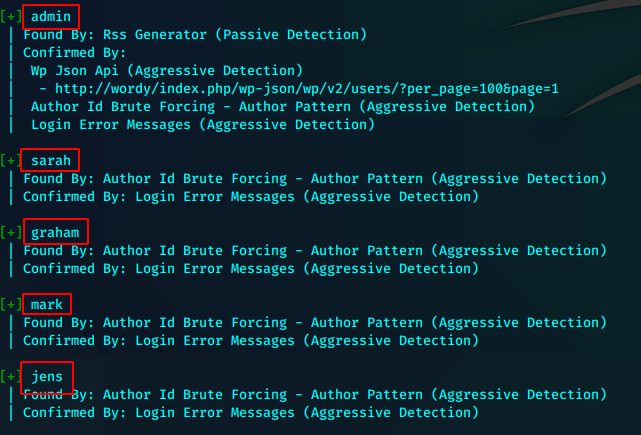 [+] admin
| Found By: Rss Generator (Passive Detection)
| Confirmed By:
|  Wp Json Api (Aggressive Detection)
|   - http://wordy/index.php/wp-json/wp/v2/users/?per_page=100&page=1
|  Author Id Brute Forcing - Author Pattern (Aggressive Detection)
|  Login Error Messages (Aggressive Detection)
[+] sarah
| Found By: Author Id Brute Forcing - Author Pattern (Aggressive Detection)
| Confirmed By: Login Error Messages (Aggressive Detection)
[+] graham
| Found By: Author Id Brute Forcing - Author Pattern (Aggressive Detection)
| Confirmed By: Login Error Messages (Aggressive Detection)
[+] mark
| Found By: Author Id Brute Forcing - Author Pattern (Aggressive Detection)
| Confirmed By: Login Error Messages (Aggressive Detection)
[+] jens
| Found By: Author Id Brute Forcing - Author Pattern (Aggressive Detection)
| Confirmed By: Login Error Messages (Aggressive Detection)